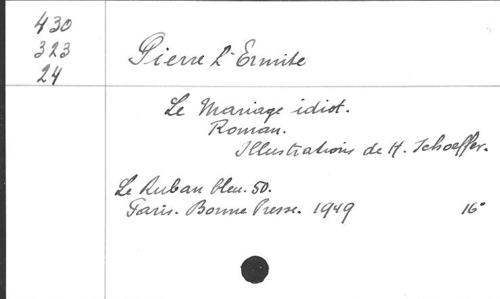 430
323
24
Pierre L'Ermite
Le Mariage idiot.
Roman.
Illustrations de H. Schoeffer.
Le Ruban bleu. 50.
Paris. Bonne Presse. 1949 16°